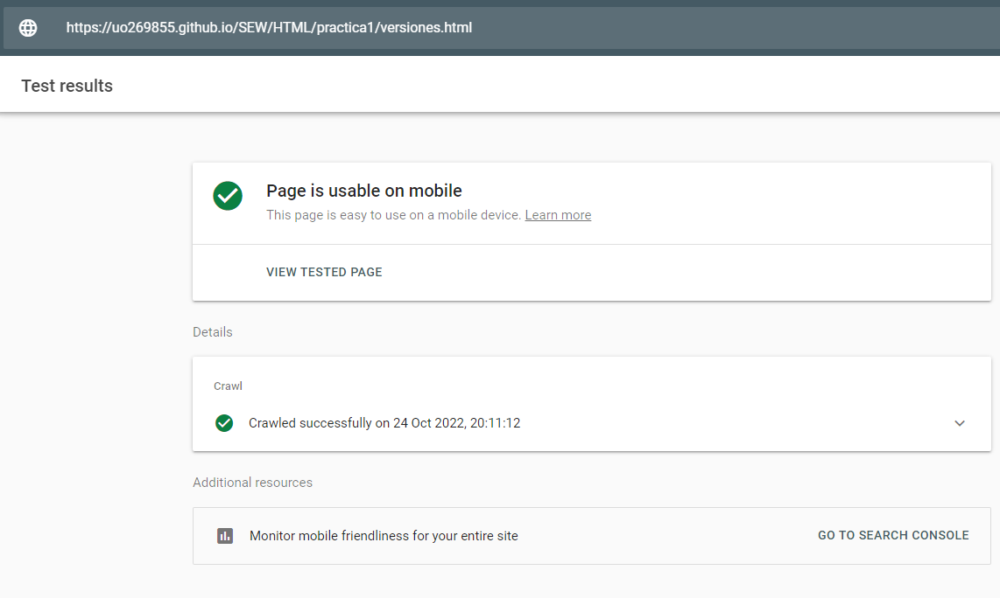 https://uo269855.github.io/SEW/HTML/practica1/versiones.html
Test results
Page is usable on mobile
This page is easy to use on a mobile device. Learn more
VIEW TESTED PAGE
Details
Crawl
Crawled successfully on 24 Oct 2022, 20:11:12
Additional resources
Monitor mobile friendliness for your entire site
GO TO SEARCH CONSOLE